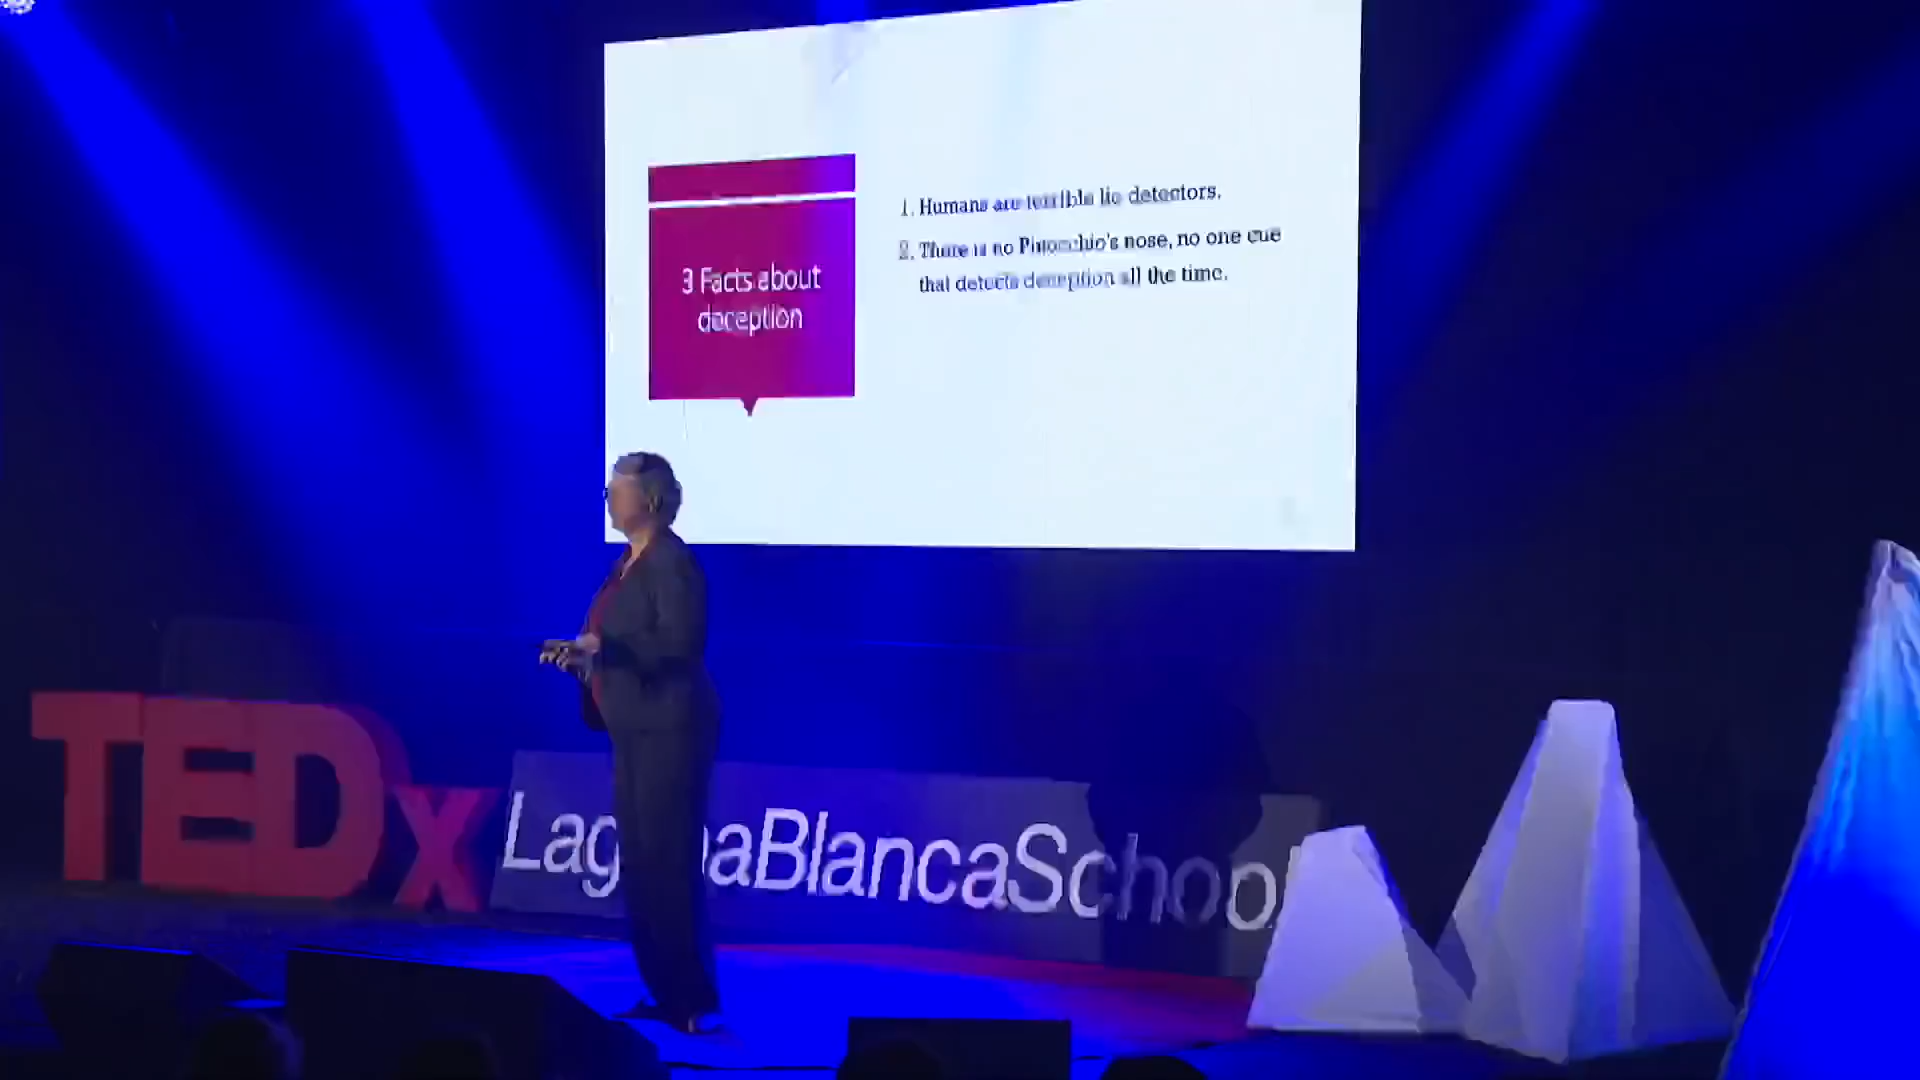 1. Humans are terrible lie detectors.
2. There is no Pinocchio's nose, no one cue
that detects deception all the time.
3 Facts about
deception
TEDx
LagunaBlancaSchool